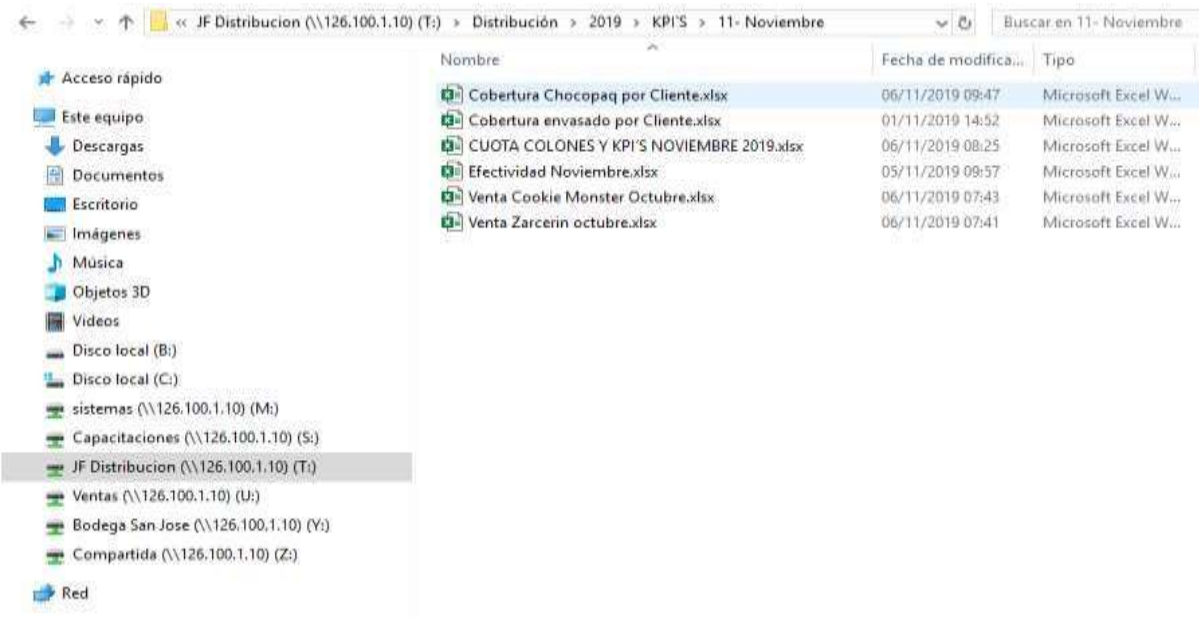 « JF Distribucion (\\126.100.1.10) (T:) › Distribución › 2019 › KPI'S › 11- Noviembre
Buscar en 11- Noviembre
Acceso rápido
Este equipo
Descargas
Documentos
Escritorio
Imágenes
Música
Objetos 3D
Videos
Disco local (B:)
Disco local (C:)
sistemas (\\126.100.1.10) (M:)
Capacitaciones (\\126.100.1.10) (S:)
JF Distribucion (\\126.100.1.10) (T:)
Ventas (\\126.100.1.10) (U:)
Bodega San Jose (\\126.100.1.10) (Y:)
Compartida (\\126.100.1.10) (Z:)
Red
Nombre Fecha de modifica... Tipo
Cobertura Chocopaq por Cliente.xlsx 06/11/2019 09:47 Microsoft Excel W...
Cobertura envasado por Cliente.xlsx 01/11/2019 14:52 Microsoft Excel W...
CUOTA COLONES Y KPI'S NOVIEMBRE 2019.xlsx 06/11/2019 08:25 Microsoft Excel W...
Efectividad Noviembre.xlsx 05/11/2019 09:57 Microsoft Excel W...
Venta Cookie Monster Octubre.xlsx 06/11/2019 07:43 Microsoft Excel W...
Venta Zarcerin octubre.xlsx 06/11/2019 07:41 Microsoft Excel W...